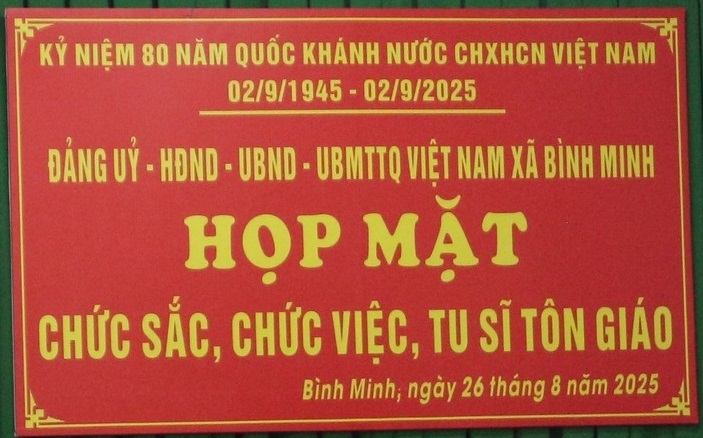 KỶ NIỆM 80 NĂM QUỐC KHÁNH NƯỚC CHXHCN VIỆT NAM
02/9/1945 - 02/9/2025
ĐẢNG UỶ - HĐND - UBND - UBMTTQ VIỆT NAM XÃ BÌNH MINH
HỌP MẶT
CHỨC SẮC, CHỨC VIỆC, TU SĨ TÔN GIÁO
Bình Minh, ngày 26 tháng 8 năm 2025